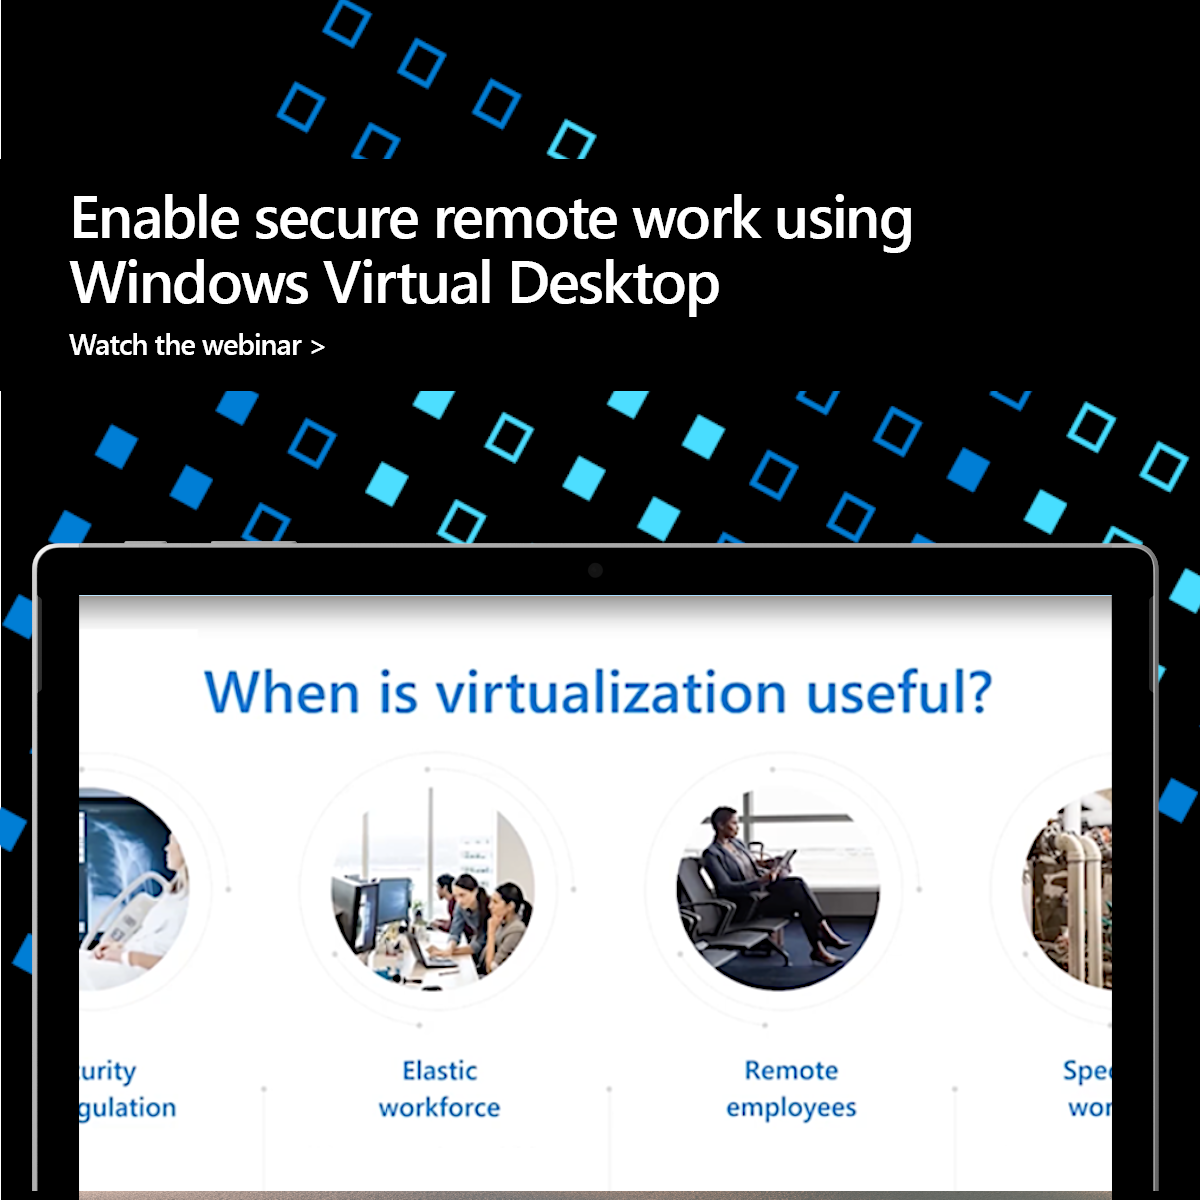 Enable secure remote work using
Windows Virtual Desktop
Watch the webinar >
When is virtualization useful?
Elastic
workforce
Remote
employees